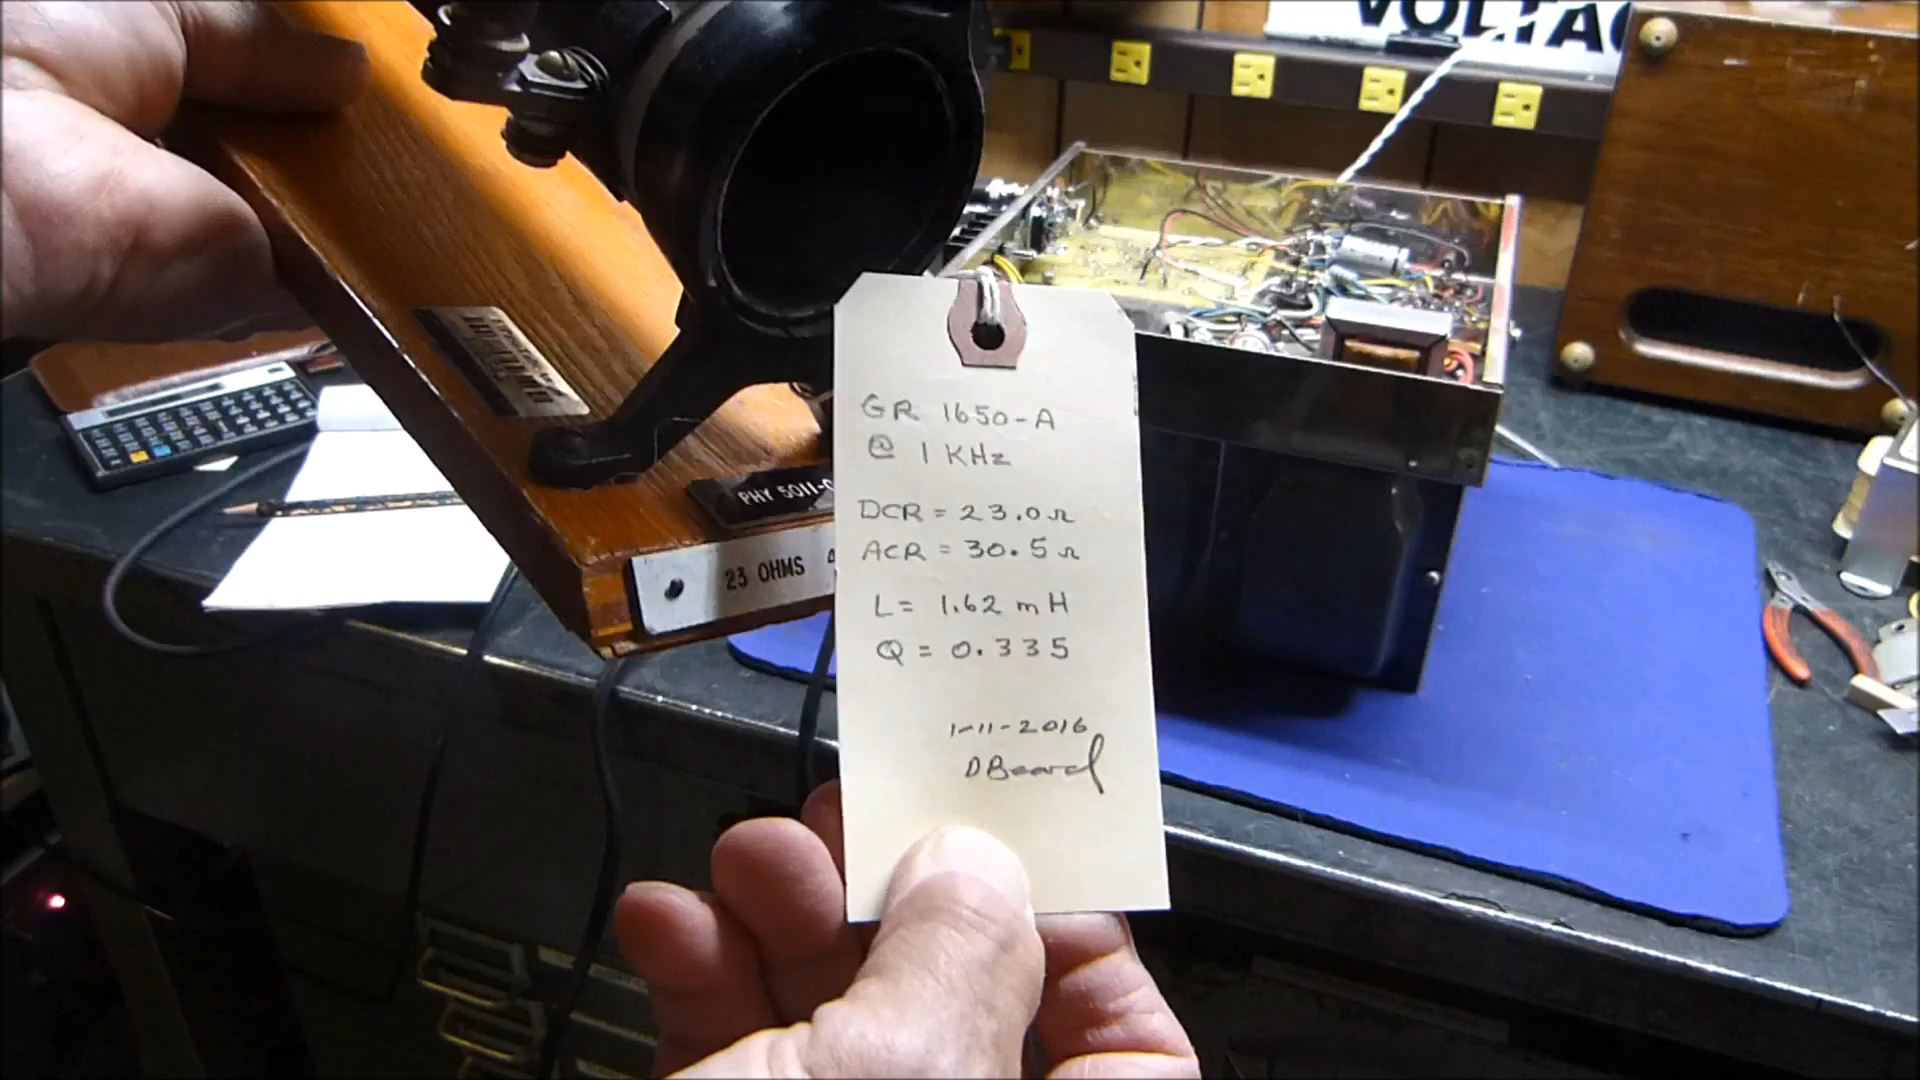 VOLTAG
GR 1650-A
@ 1 KHz
DCR = 23.0 Ω
ACR = 30.5 Ω
L = 1.62 mH
Q = 0.335
1-11-2016
D Beard
PHY 5011-
23 OHMS